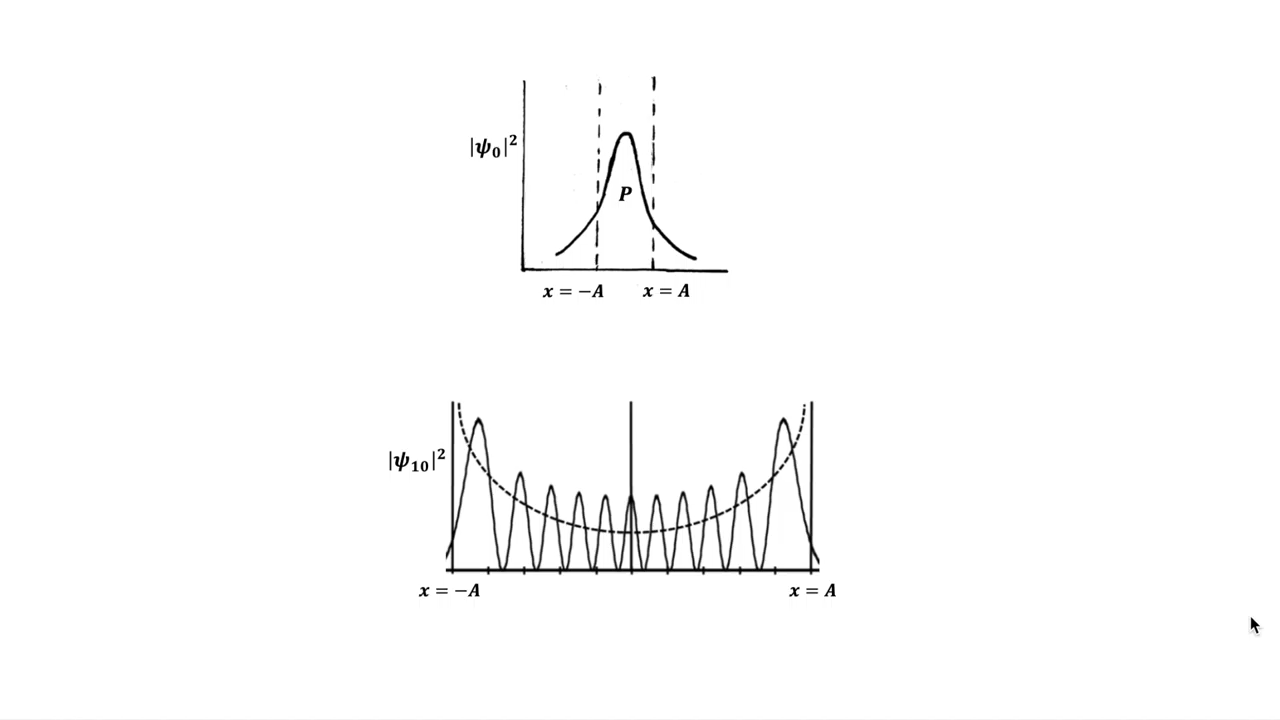 |ψ₀|²
P
x = −A
x = A
|ψ₁₀|²
x = −A
x = A